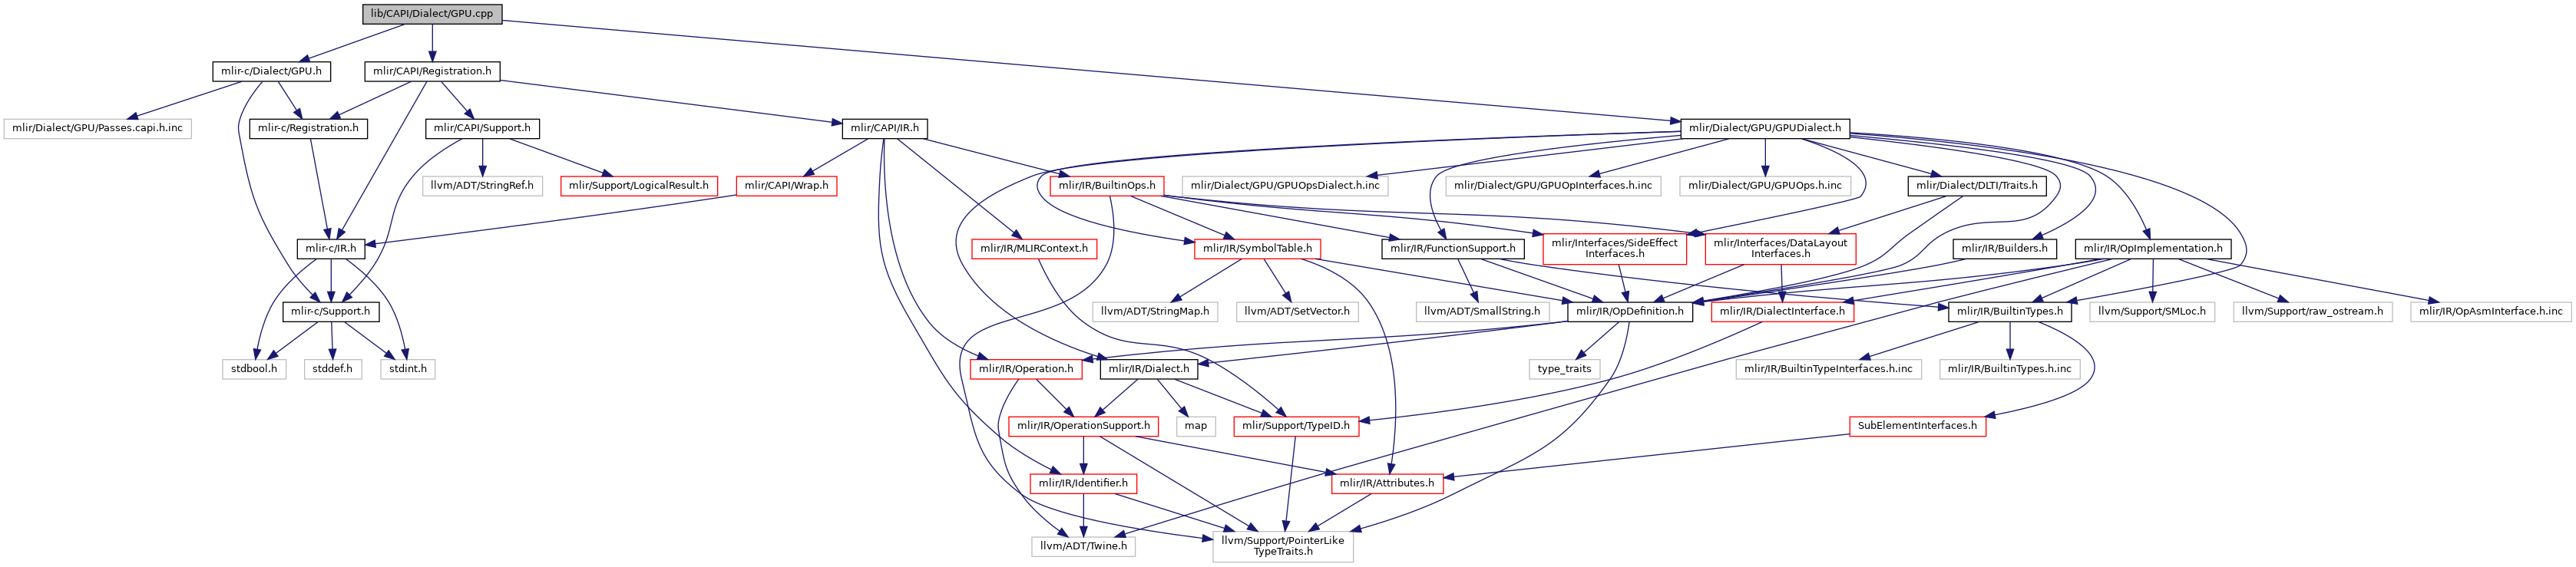 lib/CAPI/Dialect/GPU.cpp
mlir-c/Dialect/GPU.h
mlir/CAPI/Registration.h
mlir/Dialect/GPU/Passes.capi.h.inc
mlir-c/Registration.h
mlir/CAPI/Support.h
mlir/CAPI/IR.h
mlir/Dialect/GPU/GPUDialect.h
llvm/ADT/StringRef.h
mlir/Support/LogicalResult.h
mlir/CAPI/Wrap.h
mlir/IR/BuiltinOps.h
mlir/Dialect/GPU/GPUOpsDialect.h.inc
mlir/Dialect/GPU/GPUOpInterfaces.h.inc
mlir/Dialect/GPU/GPUOps.h.inc
mlir/Dialect/DLTI/Traits.h
mlir-c/IR.h
mlir/IR/MLIRContext.h
mlir/IR/SymbolTable.h
mlir/IR/FunctionSupport.h
mlir/Interfaces/SideEffect
Interfaces.h
mlir/Interfaces/DataLayout
Interfaces.h
mlir/IR/Builders.h
mlir/IR/OpImplementation.h
mlir-c/Support.h
llvm/ADT/StringMap.h
llvm/ADT/SetVector.h
llvm/ADT/SmallString.h
mlir/IR/OpDefinition.h
mlir/IR/DialectInterface.h
mlir/IR/BuiltinTypes.h
llvm/Support/SMLoc.h
llvm/Support/raw_ostream.h
mlir/IR/OpAsmInterface.h.inc
stdbool.h
stddef.h
stdint.h
mlir/IR/Operation.h
mlir/IR/Dialect.h
type_traits
mlir/IR/BuiltinTypeInterfaces.h.inc
mlir/IR/BuiltinTypes.h.inc
mlir/IR/OperationSupport.h
map
mlir/Support/TypeID.h
SubElementInterfaces.h
mlir/IR/Identifier.h
mlir/IR/Attributes.h
llvm/ADT/Twine.h
llvm/Support/PointerLike
TypeTraits.h